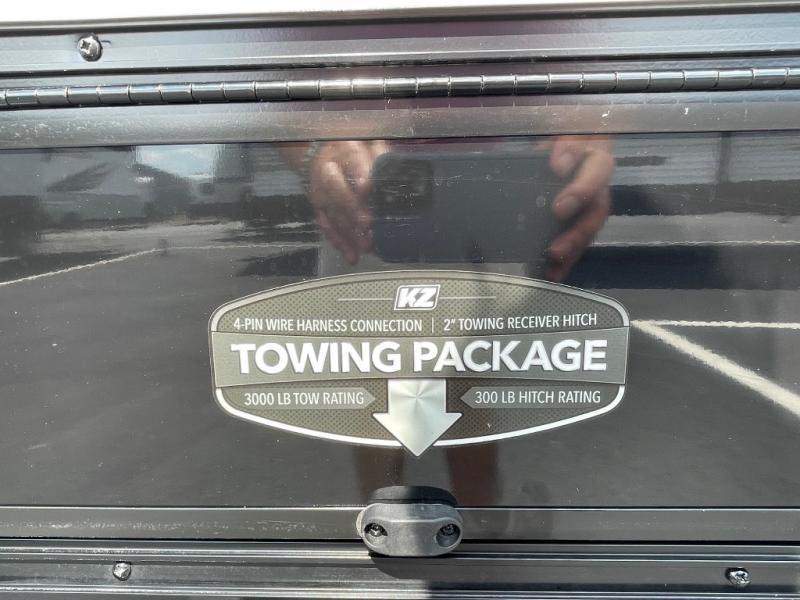 KZ
4-PIN WIRE HARNESS CONNECTION | 2" TOWING RECEIVER HITCH
TOWING PACKAGE
3000 LB TOW RATING 300 LB HITCH RATING